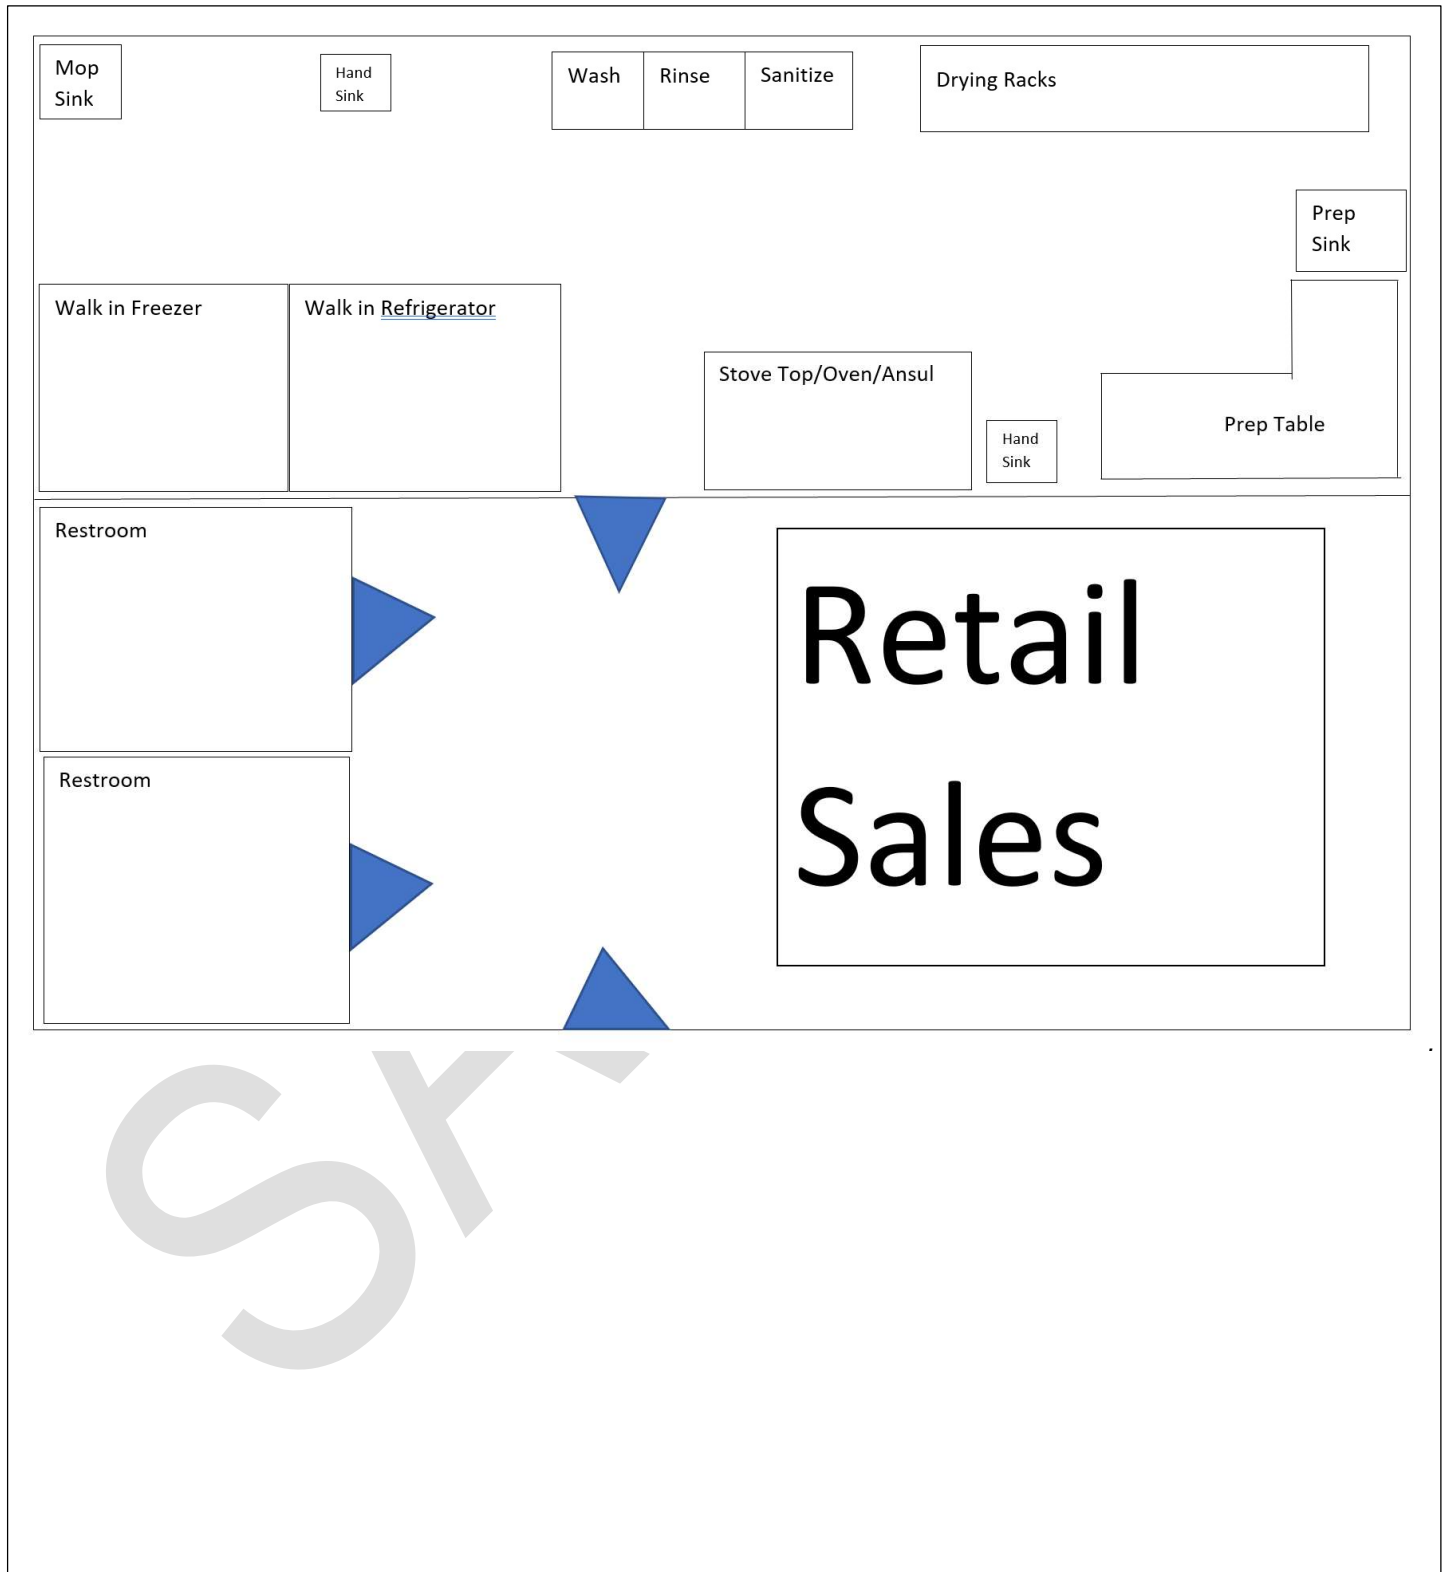 Mop
Sink
Hand
Sink
Wash
Rinse
Sanitize
Drying Racks
Prep
Sink
Walk in Freezer
Walk in Refrigerator
Stove Top/Oven/Ansul
Hand
Sink
Prep Table
Restroom
Retail
Sales
Restroom
.
SA